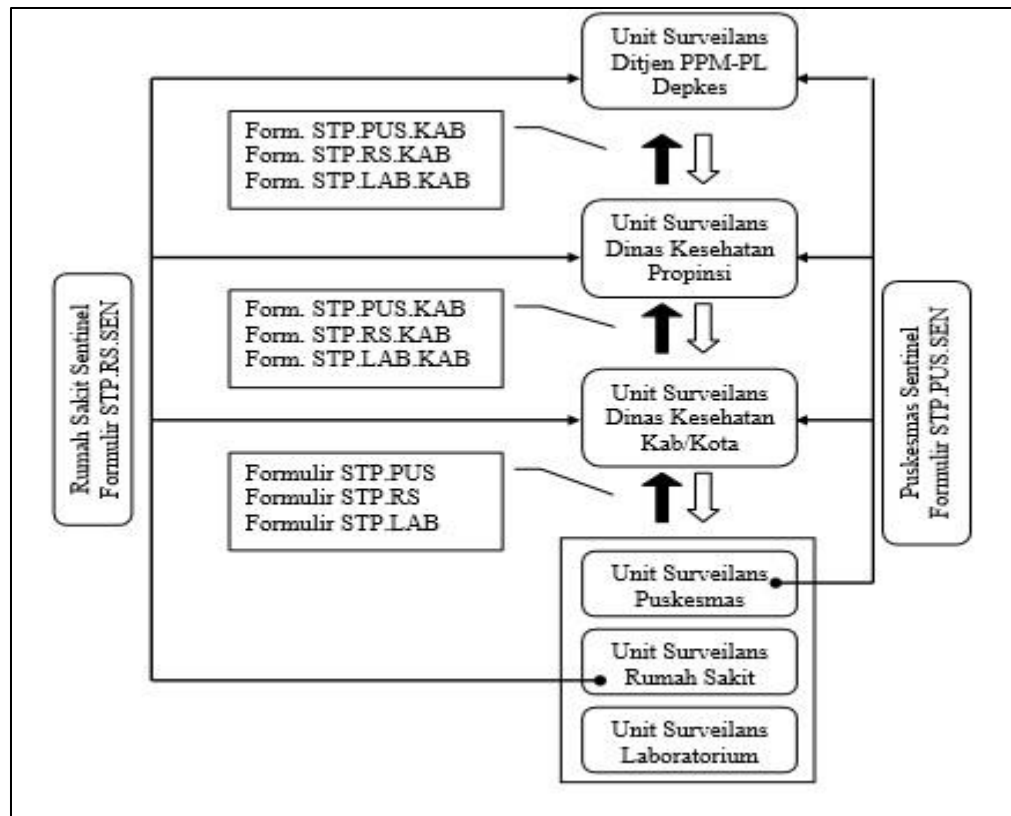 Unit Surveilans
Ditjen PPM-PL
Depkes
Form. STP.PUS.KAB
Form. STP.RS.KAB
Form. STP.LAB.KAB
Unit Surveilans
Dinas Kesehatan
Propinsi
Rumah Sakit Sentinel
Formulir STP.RS.SEN
Form. STP.PUS.KAB
Form. STP.RS.KAB
Form. STP.LAB.KAB
Puskesmas Sentinel
Formulir STP.PUS.SEN
Unit Surveilans
Dinas Kesehatan
Kab/Kota
Formulir STP.PUS
Formulir STP.RS
Formulir STP.LAB
Unit Surveilans
Puskesmas
Unit Surveilans
Rumah Sakit
Unit Surveilans
Laboratorium